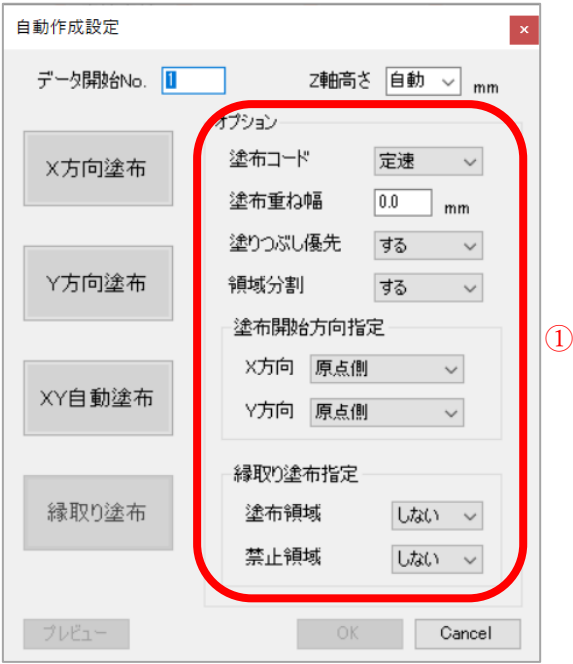 自動作成設定
×
データ開始No. 1 Z軸高さ 自動 mm
オプション
X方向塗布
塗布コード 定速
塗布重ね幅 0.0 mm
塗りつぶし優先 する
Y方向塗布
領域分割 する
塗布開始方向指定
X方向 原点側
Y方向 原点側
①
XY自動塗布
縁取り塗布指定
縁取り塗布
塗布領域 しない
禁止領域 しない
プレビュー OK Cancel